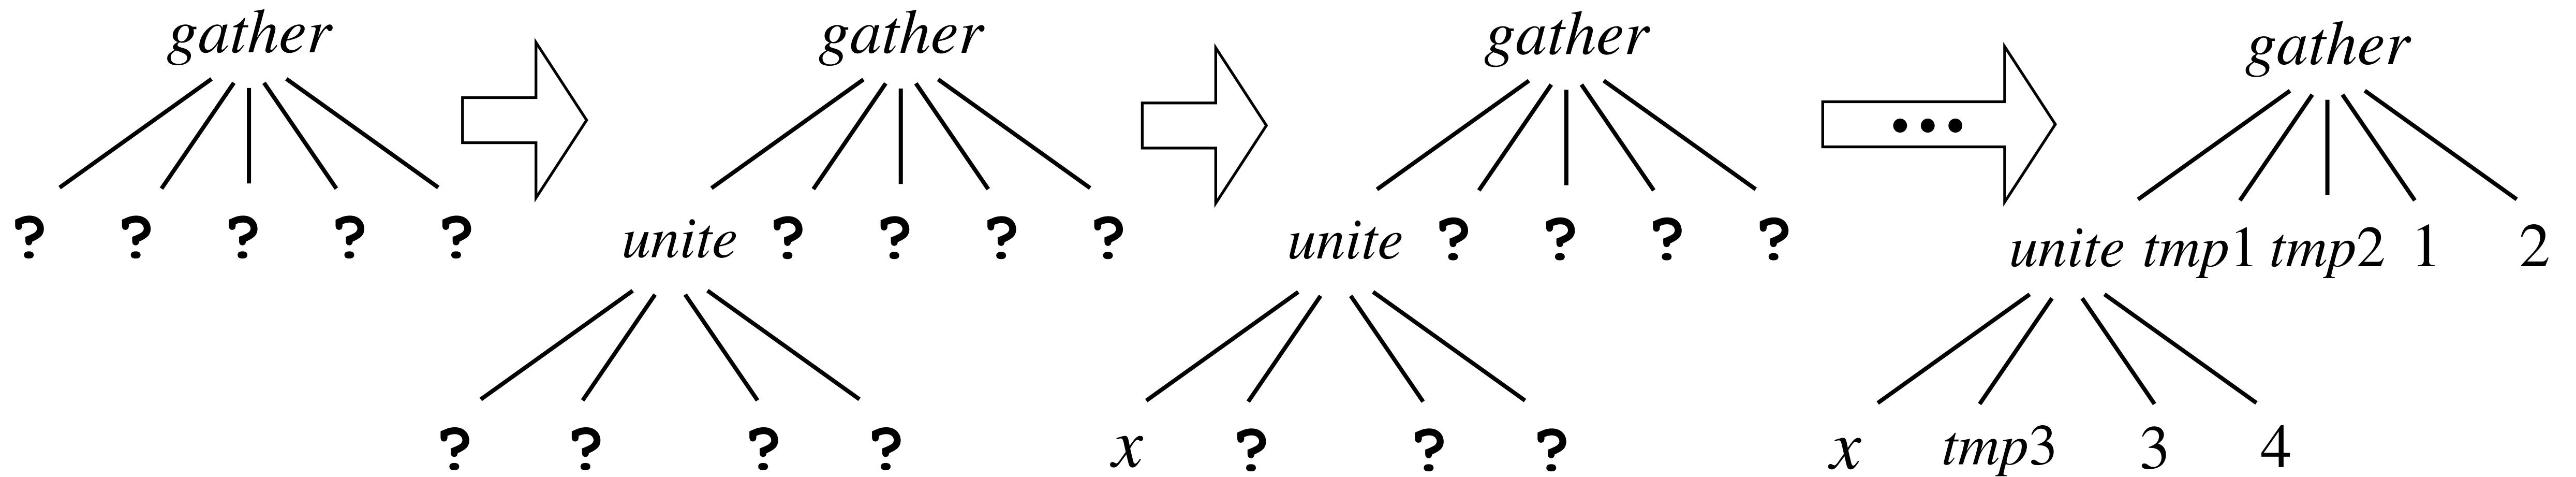 gather gather gather gather
? ? ? ? ? unite ? ? ? ? unite ? ? ? ? unite tmp1 tmp2 1 2
? ? ? ? x ? ? ? x tmp3 3 4